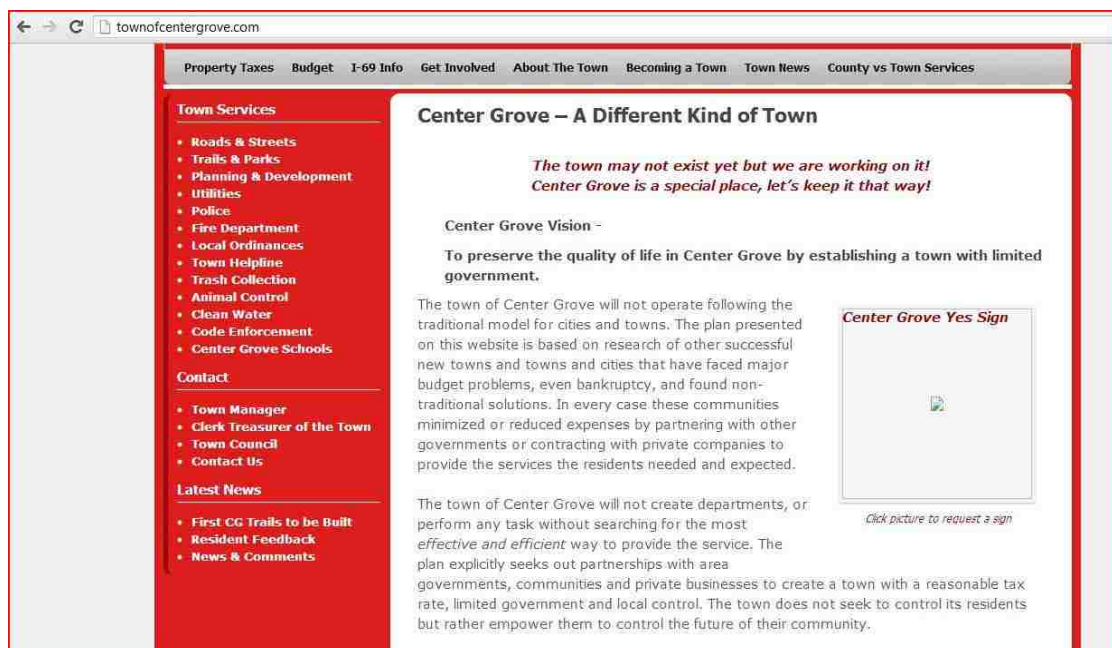 townofcentergrove.com
Property Taxes Budget I-69 Info Get Involved About The Town Becoming a Town Town News County vs Town Services
Town Services
Roads & Streets
Trails & Parks
Planning & Development
Utilities
Police
Fire Department
Local Ordinances
Town Helpline
Trash Collection
Animal Control
Clean Water
Code Enforcement
Center Grove Schools
Contact
Town Manager
Clerk Treasurer of the Town
Town Council
Contact Us
Latest News
First CG Trails to be Built
Resident Feedback
News & Comments
Center Grove – A Different Kind of Town
The town may not exist yet but we are working on it!
Center Grove is a special place, let's keep it that way!
Center Grove Vision -
To preserve the quality of life in Center Grove by establishing a town with limited
government.
The town of Center Grove will not operate following the
traditional model for cities and towns. The plan presented
on this website is based on research of other successful
new towns and towns and cities that have faced major
budget problems, even bankruptcy, and found non-
traditional solutions. In every case these communities
minimized or reduced expenses by partnering with other
governments or contracting with private companies to
provide the services the residents needed and expected.
Center Grove Yes Sign
Click picture to request a sign
The town of Center Grove will not create departments, or
perform any task without searching for the most
effective and efficient way to provide the service. The
plan explicitly seeks out partnerships with area
governments, communities and private businesses to create a town with a reasonable tax
rate, limited government and local control. The town does not seek to control its residents
but rather empower them to control the future of their community.